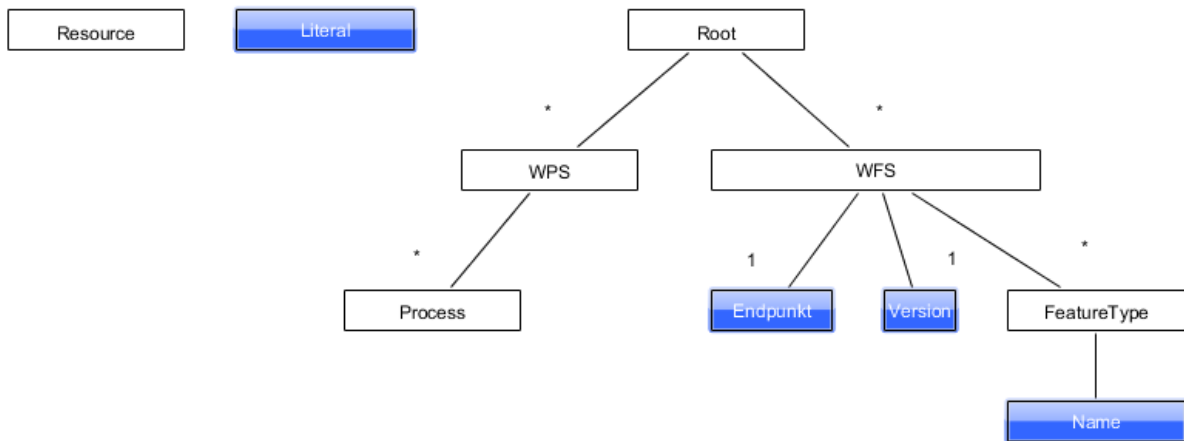 Resource
Literal
Root
*
*
WPS
WFS
*
1
1
*
Process
Endpunkt
Version
FeatureType
Name